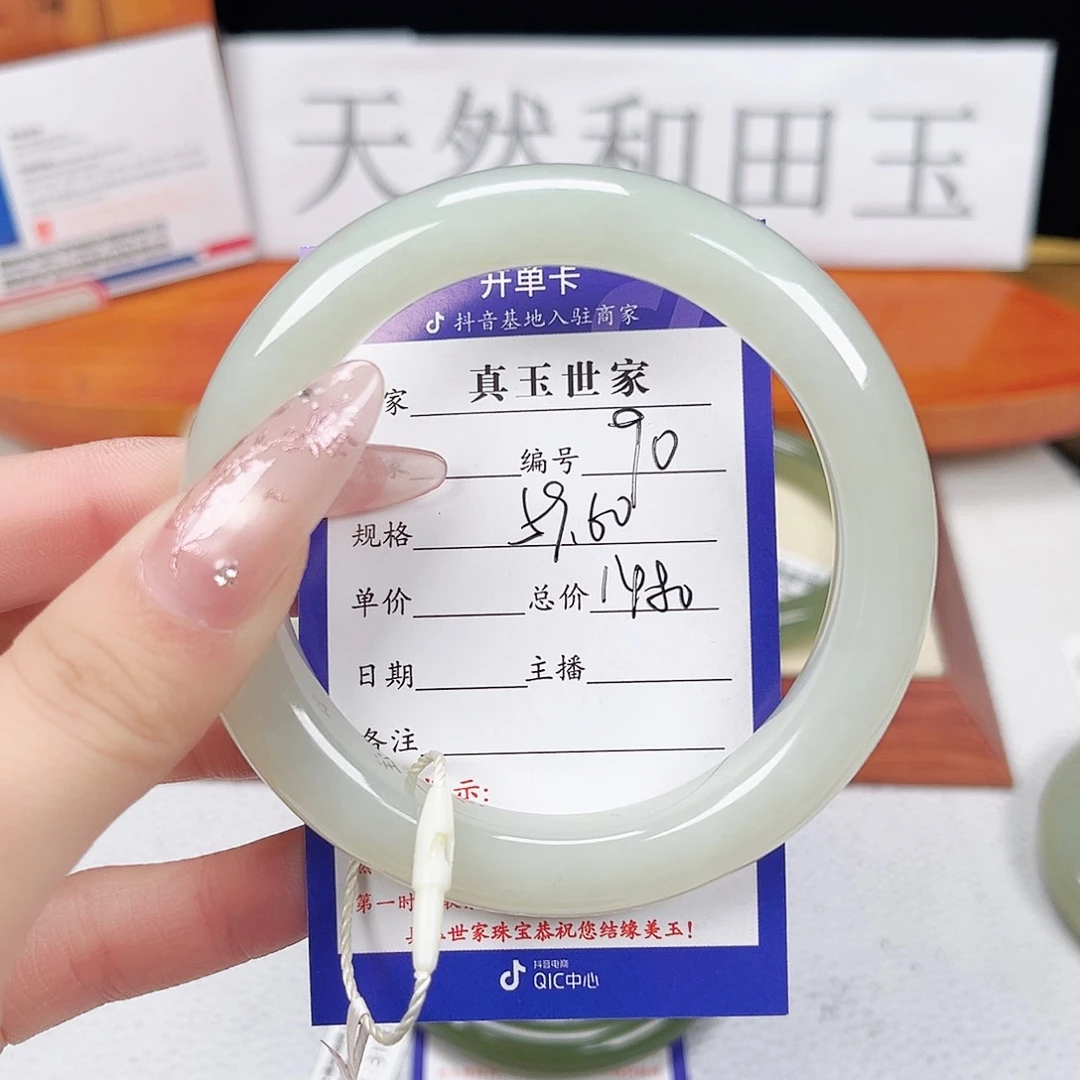 天然和田玉
开单卡
抖音基地入驻商家
家 真玉世家
编号 90
规格 59.60
单价 总价 1480
日期 主播
备注
示:
第一时
世家珠宝恭祝您结缘美玉!
抖音电商
QIC中心